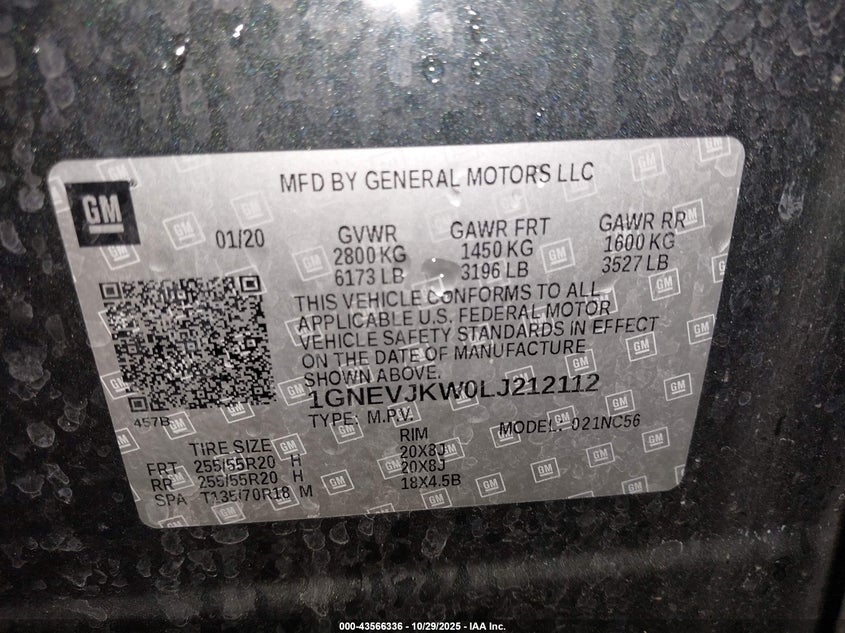 MFD BY GENERAL MOTORS LLC
GM
01/20
GVWR
2800 KG
6173 LB
GAWR FRT
1450 KG
3196 LB
GAWR RR
1600 KG
3527 LB
THIS VEHICLE CONFORMS TO ALL
APPLICABLE U.S. FEDERAL MOTOR
VEHICLE SAFETY STANDARDS IN EFFECT
ON THE DATE OF MANUFACTURE
SHOWN ABOVE.
1GNEVJKW0LJ212112
TYPE: M.P.V.
MODEL: 021NC56
457B
TIRE SIZE
RIM
FRT 255/55R20 H 20X8J
RR 255/55R20 H 20X8J
SPA T135/70R18 M 18X4.5B
000-43566336 - 10/29/2025 - IAA, Inc.